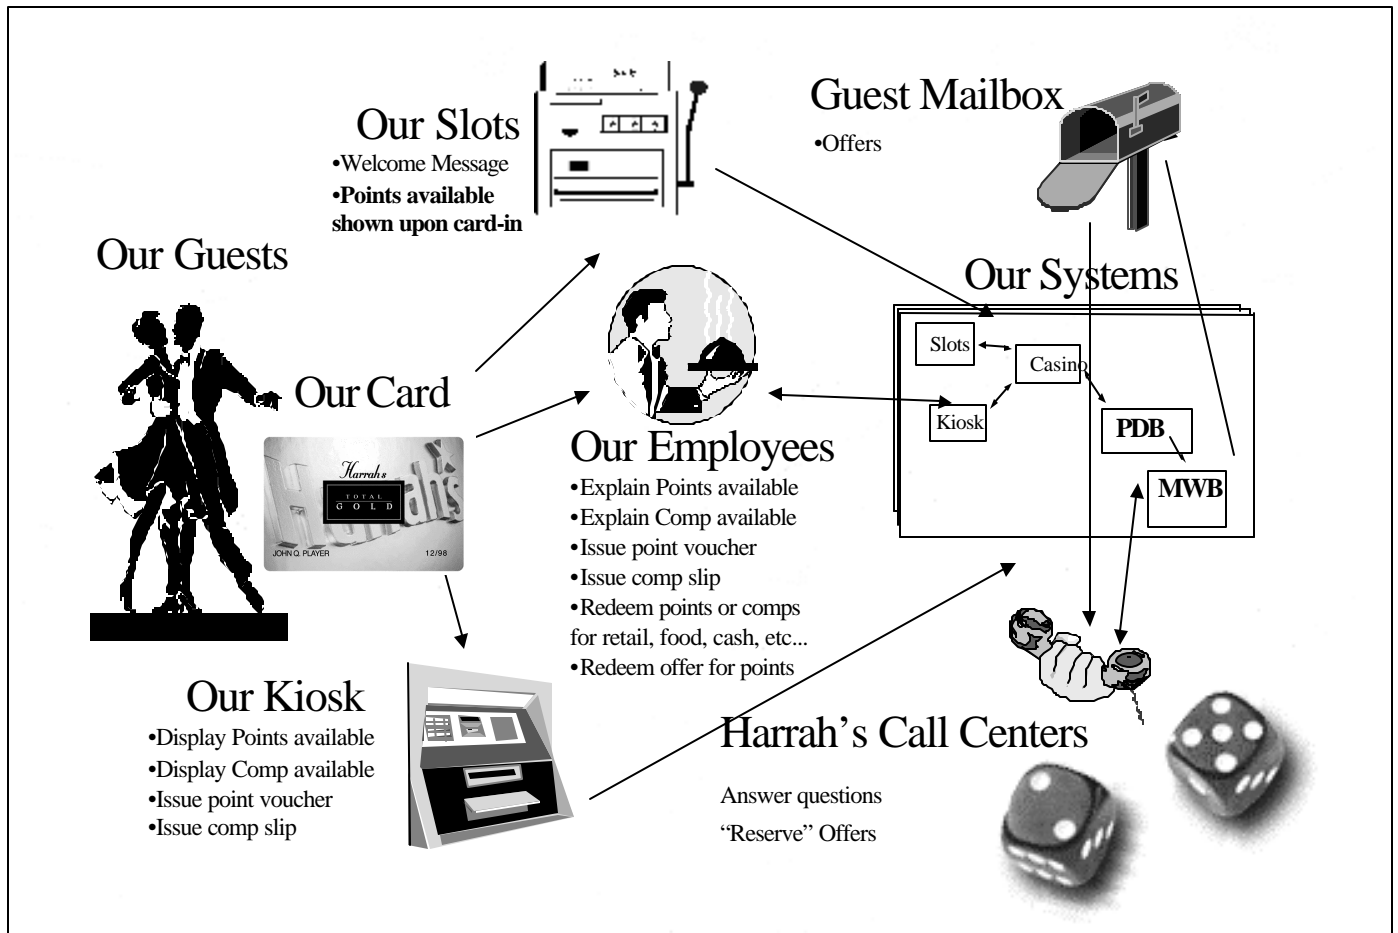 Our Slots
•Welcome Message
•Points available
shown upon card-in
Guest Mailbox
•Offers
Our Guests
Our Systems
Slots
Casino
Kiosk
PDB
MWB
Our Card
Harrah's
TOTAL
GOLD
JOHN Q. PLAYER
12/98
Our Employees
•Explain Points available
•Explain Comp available
•Issue point voucher
•Issue comp slip
•Redeem points or comps
for retail, food, cash, etc...
•Redeem offer for points
Our Kiosk
•Display Points available
•Display Comp available
•Issue point voucher
•Issue comp slip
Harrah's Call Centers
Answer questions
“Reserve” Offers